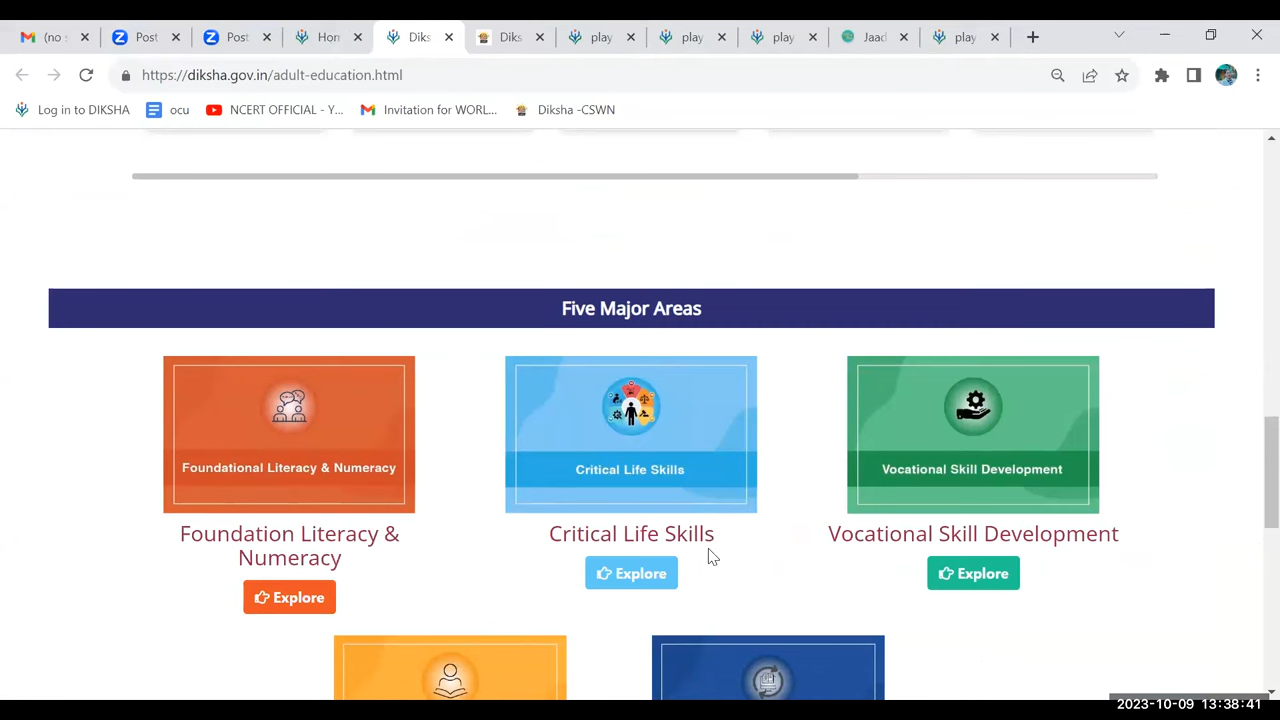 (no s
Post
Post
Hon
Diks
Diks
play
play
play
Jaad
play
https://diksha.gov.in/adult-education.html
Log in to DIKSHA
ocu
NCERT OFFICIAL - Y...
Invitation for WORL...
Diksha -CSWN
Five Major Areas
Foundational Literacy & Numeracy
Critical Life Skills
Vocational Skill Development
Foundation Literacy &
Numeracy
Critical Life Skills
Vocational Skill Development
Explore
Explore
Explore
2023-10-09 13:38:41